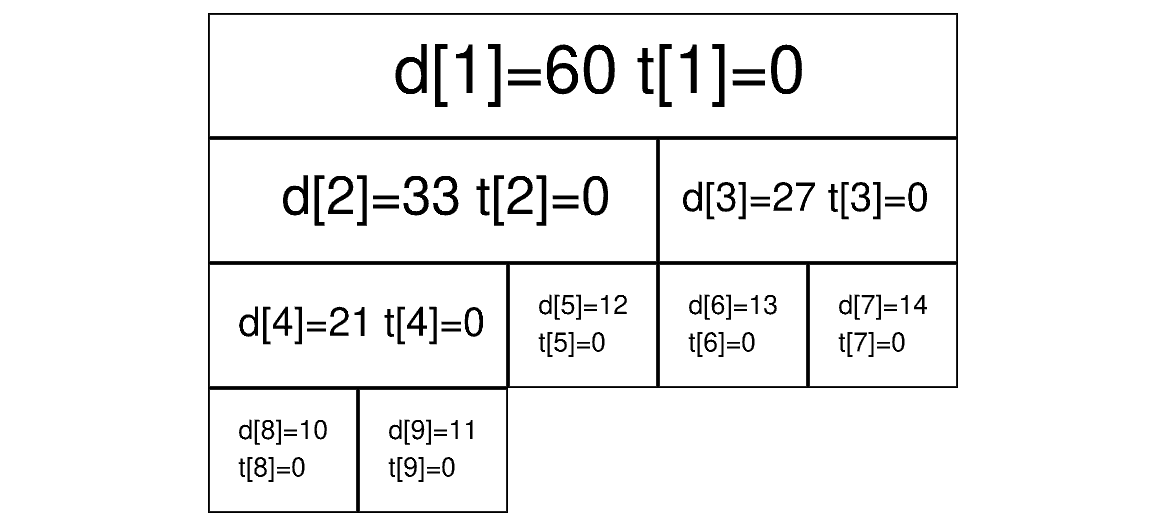 d[1]=60 t[1]=0
d[2]=33 t[2]=0
d[3]=27 t[3]=0
d[4]=21 t[4]=0
d[5]=12
t[5]=0
d[6]=13
t[6]=0
d[7]=14
t[7]=0
d[8]=10
t[8]=0
d[9]=11
t[9]=0